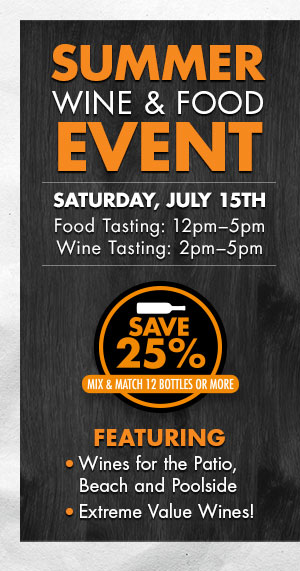 SUMMER
WINE & FOOD
EVENT
SATURDAY, JULY 15TH
Food Tasting: 12pm–5pm
Wine Tasting: 2pm–5pm
SAVE
25%
MIX & MATCH 12 BOTTLES OR MORE
FEATURING
• Wines for the Patio,
Beach and Poolside
• Extreme Value Wines!